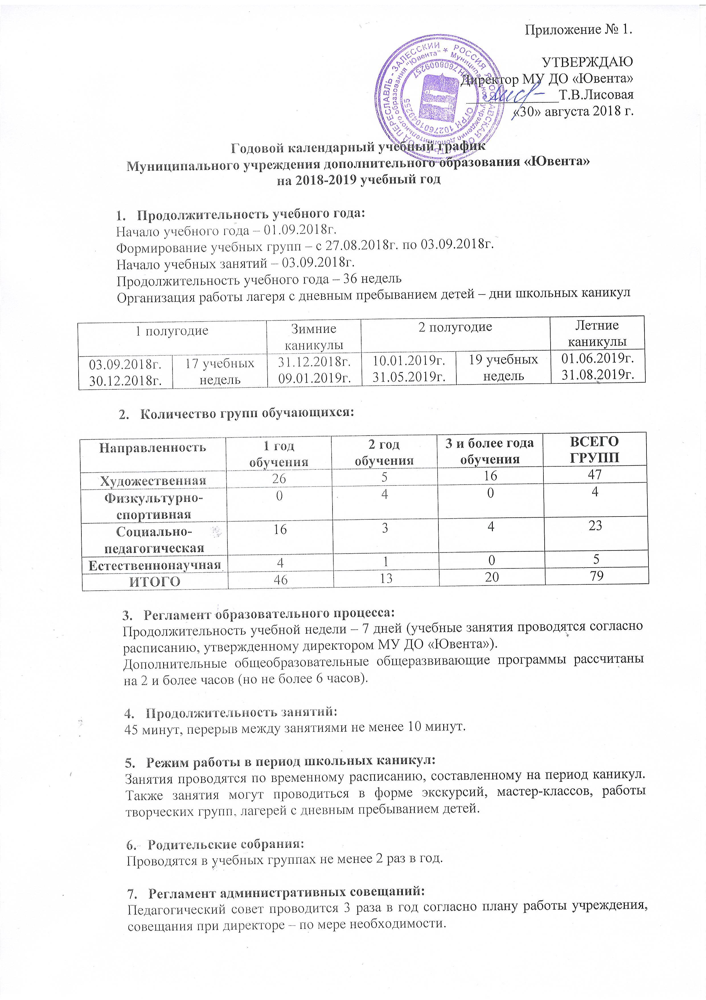 Приложение № 1.
УТВЕРЖДАЮ
Директор МУ ДО «Ювента»
Т.В.Лисовая
«30» августа 2018 г.
ПЕРЕСЛАВЛЬ - ЗАЛЕССКИЙ РОССИЯ
образования "Ювента" * Муниципальное учреждение дополнительного
7608009257
ОГРН 1027601049255
Годовой календарный учебный график
Муниципального учреждения дополнительного образования «Ювента»
на 2018-2019 учебный год
1. Продолжительность учебного года:
Начало учебного года – 01.09.2018г.
Формирование учебных групп – с 27.08.2018г. по 03.09.2018г.
Начало учебных занятий – 03.09.2018г.
Продолжительность учебного года – 36 недель
Организация работы лагеря с дневным пребыванием детей – дни школьных каникул
1 полугодие Зимние 2 полугодие Летние
каникулы каникулы
03.09.2018г. 17 учебных 31.12.2018г. 10.01.2019г. 19 учебных 01.06.2019г.
30.12.2018г. недель 09.01.2019г. 31.05.2019г. недель 31.08.2019г.
2. Количество групп обучающихся:
Направленность 1 год 2 год 3 и более года ВСЕГО
обучения обучения обучения ГРУПП
Художественная 26 5 16 47
Физкультурно- 0 4 0 4
спортивная
Социально- 16 3 4 23
педагогическая
Естественнонаучная 4 1 0 5
ИТОГО 46 13 20 79
3. Регламент образовательного процесса:
Продолжительность учебной недели – 7 дней (учебные занятия проводятся согласно
расписанию, утвержденному директором МУ ДО «Ювента»).
Дополнительные общеобразовательные общеразвивающие программы рассчитаны
на 2 и более часов (но не более 6 часов).
4. Продолжительность занятий:
45 минут, перерыв между занятиями не менее 10 минут.
5. Режим работы в период школьных каникул:
Занятия проводятся по временному расписанию, составленному на период каникул.
Также занятия могут проводиться в форме экскурсий, мастер-классов, работы
творческих групп, лагерей с дневным пребыванием детей.
6. Родительские собрания:
Проводятся в учебных группах не менее 2 раз в год.
7. Регламент административных совещаний:
Педагогический совет проводится 3 раза в год согласно плану работы учреждения,
совещания при директоре – по мере необходимости.